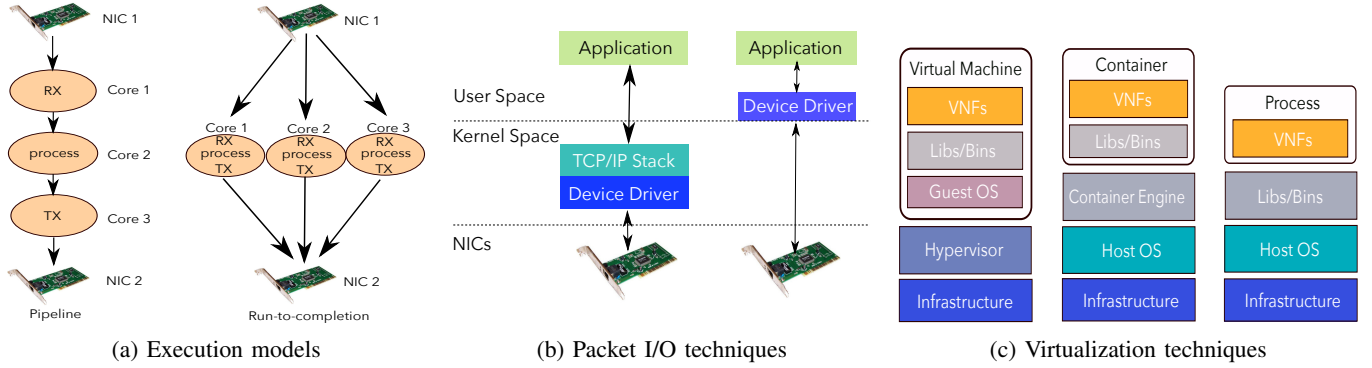 NIC 1
RX
Core 1
process
Core 2
TX
Core 3
NIC 2
Pipeline
NIC 1
Core 1
Core 2
Core 3
RX
process
TX
RX
process
TX
RX
process
TX
NIC 2
Run-to-completion
(a) Execution models
Application
Application
User Space
Device Driver
Kernel Space
TCP/IP Stack
Device Driver
NICs
(b) Packet I/O techniques
Virtual Machine
VNFs
Libs/Bins
Guest OS
Hypervisor
Infrastructure
Container
VNFs
Libs/Bins
Container Engine
Host OS
Infrastructure
Process
VNFs
Libs/Bins
Host OS
Infrastructure
(c) Virtualization techniques